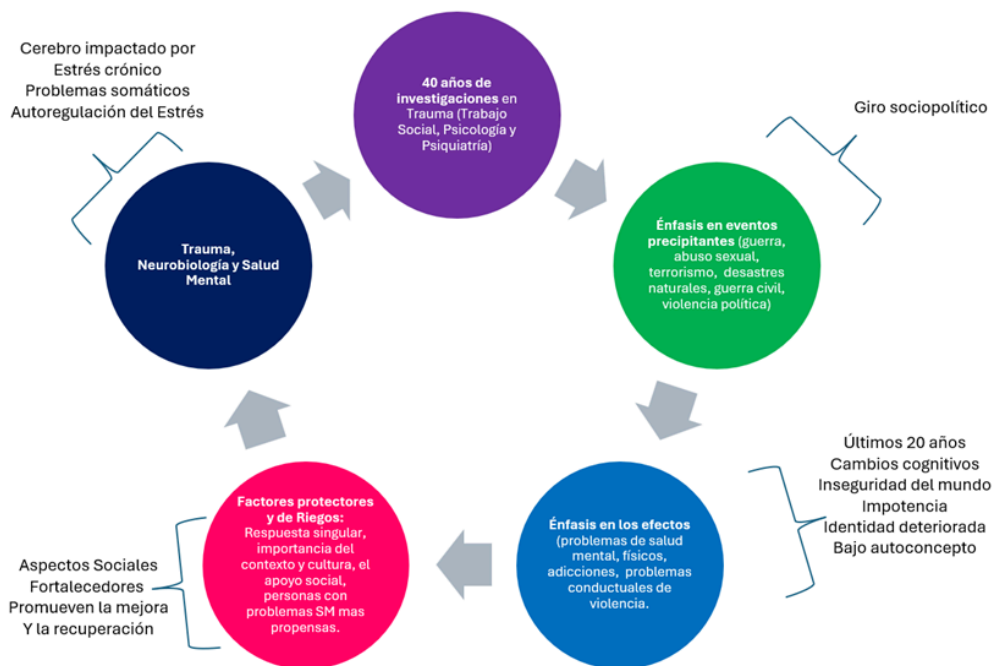 Cerebro impactado por
Estrés crónico
Problemas somáticos
Autoregulación del Estrés
40 años de
investigaciones en
Trauma (Trabajo
Social, Psicología y
Psiquiatría)
Giro sociopolítico
Trauma,
Neurobiología y Salud
Mental
Énfasis en eventos
precipitantes (guerra,
abuso sexual,
terrorismo, desastres
naturales, guerra civil,
violencia política)
Últimos 20 años
Cambios cognitivos
Inseguridad del mundo
Impotencia
Identidad deteriorada
Bajo autoconcepto
Énfasis en los efectos
(problemas de salud
mental, físicos,
adicciones, problemas
conductuales de
violencia.
Factores protectores
y de Riegos:
Respuesta singular,
importancia del
contexto y cultura, el
apoyo social,
personas con
problemas SM mas
propensas.
Aspectos Sociales
Fortalecedores
Promueven la mejora
Y la recuperación